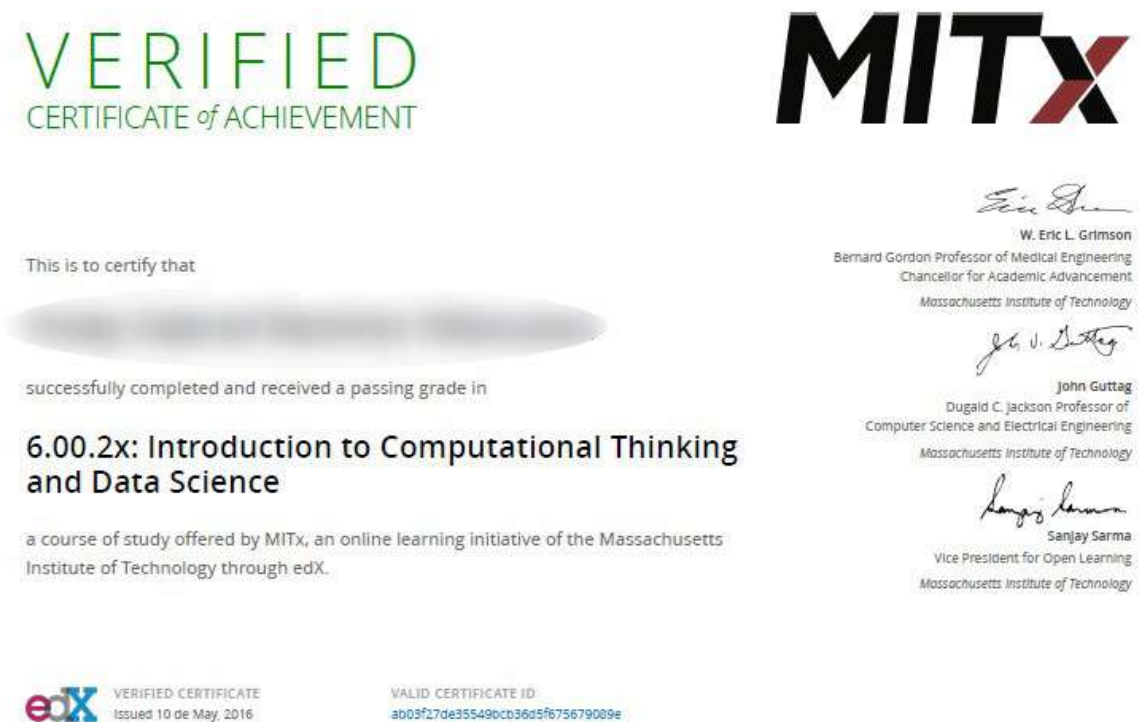 VERIFIED
CERTIFICATE of ACHIEVEMENT
MITx
This is to certify that
successfully completed and received a passing grade in
6.00.2x: Introduction to Computational Thinking
and Data Science
a course of study offered by MITx, an online learning initiative of the Massachusetts
Institute of Technology through edX.
W. Eric L. Grimson
Bernard Gordon Professor of Medical Engineering
Chancellor for Academic Advancement
Massachusetts Institute of Technology
John Guttag
Dugald C. Jackson Professor of
Computer Science and Electrical Engineering
Massachusetts Institute of Technology
Sanjay Sarma
Vice President for Open Learning
Massachusetts Institute of Technology
edX
VERIFIED CERTIFICATE
Issued 10 de May, 2016
VALID CERTIFICATE ID
ab03f27de35549bcb36d5f675679089e